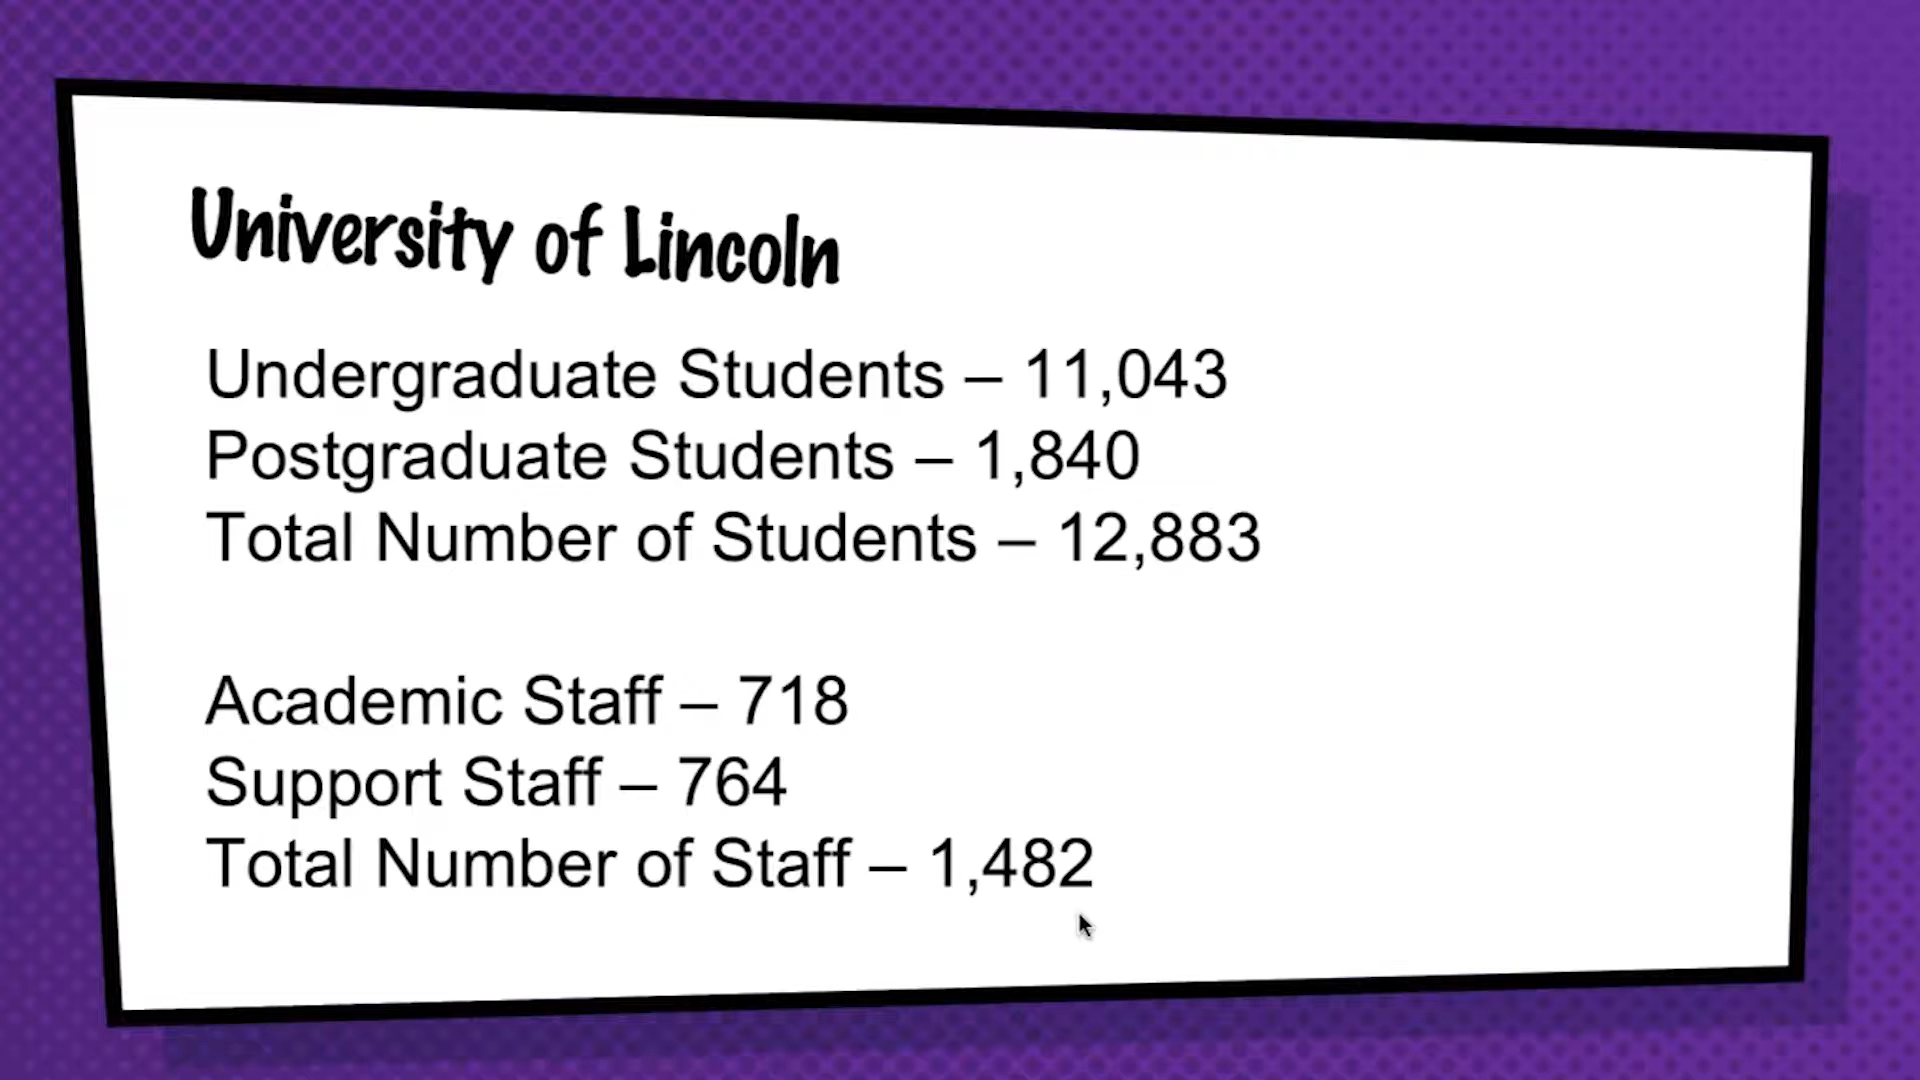 University of Lincoln
Undergraduate Students – 11,043
Postgraduate Students – 1,840
Total Number of Students – 12,883
Academic Staff – 718
Support Staff – 764
Total Number of Staff – 1,482